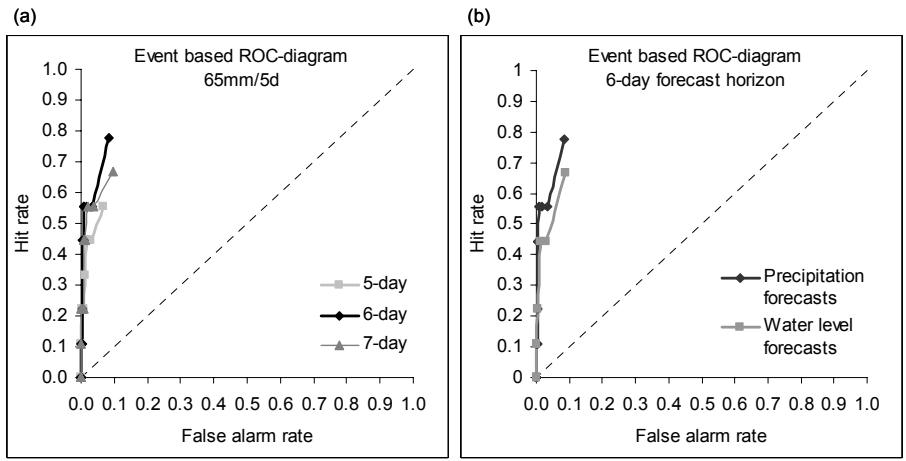 (a)
Event based ROC-diagram
65mm/5d
1.0
0.9
0.8
0.7
0.6
0.5
0.4
0.3
0.2
0.1
0
Hit rate
0.0 0.1 0.2 0.3 0.4 0.5 0.6 0.7 0.8 0.9 1.0
False alarm rate
5-day
6-day
7-day
(b)
Event based ROC-diagram
6-day forecast horizon
1.0
0.9
0.8
0.7
0.6
0.5
0.4
0.3
0.2
0.1
0
Hit rate
0.0 0.1 0.2 0.3 0.4 0.5 0.6 0.7 0.8 0.9 1.0
False alarm rate
Precipitation
forecasts
Water level
forecasts